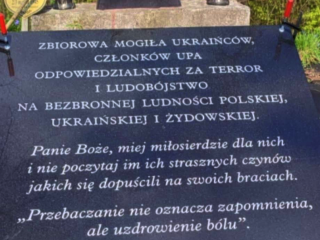 ZBIOROWA MOGIŁA UKRAIŃCÓW,
CZŁONKÓW UPA
ODPOWIEDZIALNYCH ZA TERROR
I LUDOBÓJSTWO
NA BEZBRONNEJ LUDNOŚCI POLSKIEJ,
UKRAIŃSKIEJ I ŻYDOWSKIEJ.
Panie Boże, miej miłosierdzie dla nich
i nie poczytaj im ich strasznych czynów
jakich się dopuścili na swoich braciach.
„Przebaczanie nie oznacza zapomnienia,
ale uzdrowienie bólu”.